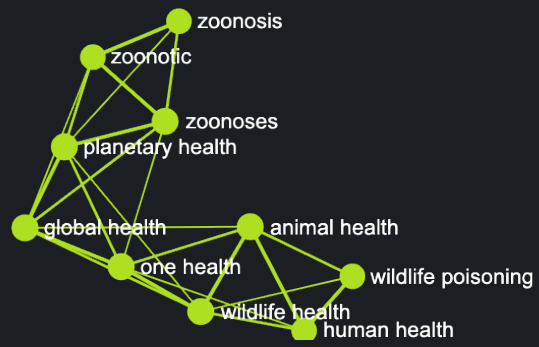 zoonosis
zoonotic
zoonoses
planetary health
global health
animal health
one health
wildlife poisoning
wildlife health
human health